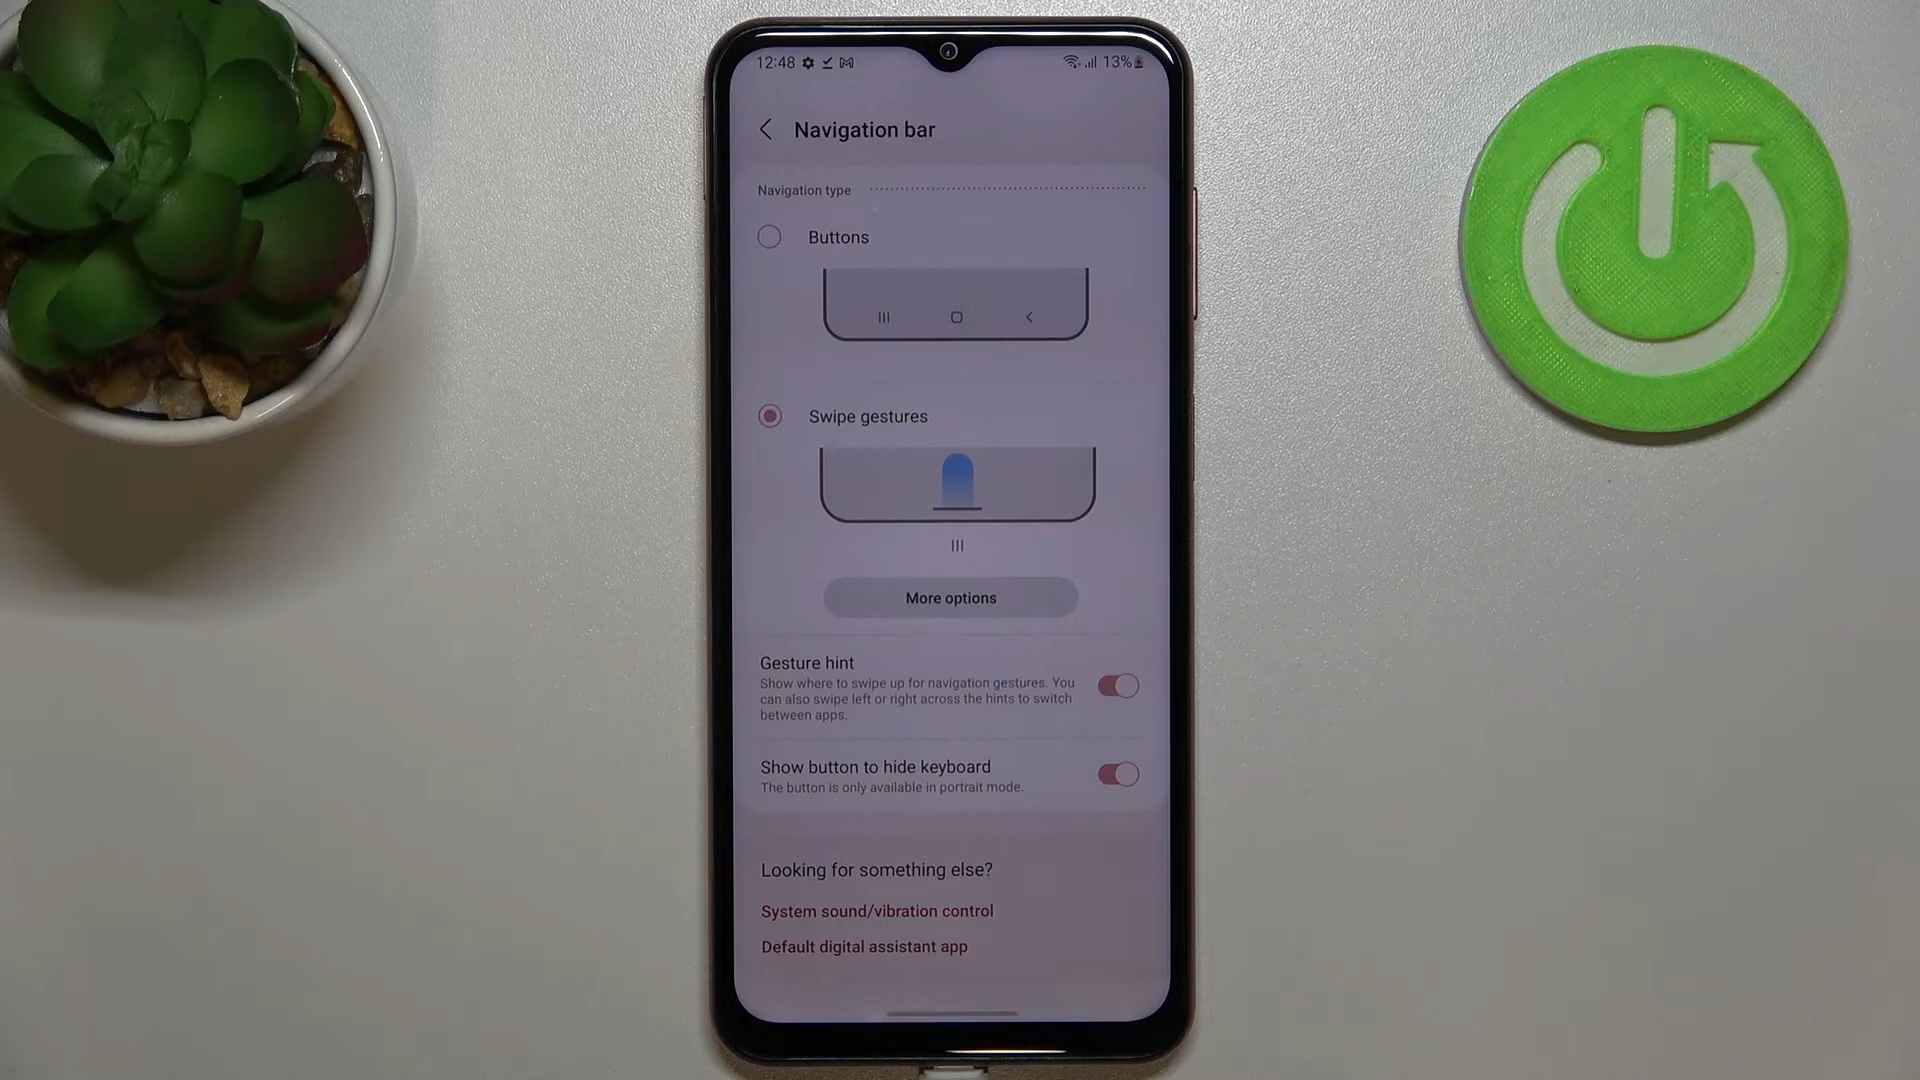 12:48 13%
Navigation bar
Navigation type
Buttons
Swipe gestures
More options
Gesture hint
Show where to swipe up for navigation gestures. You
can also swipe left or right across the hints to switch
between apps.
Show button to hide keyboard
The button is only available in portrait mode.
Looking for something else?
System sound/vibration control
Default digital assistant app